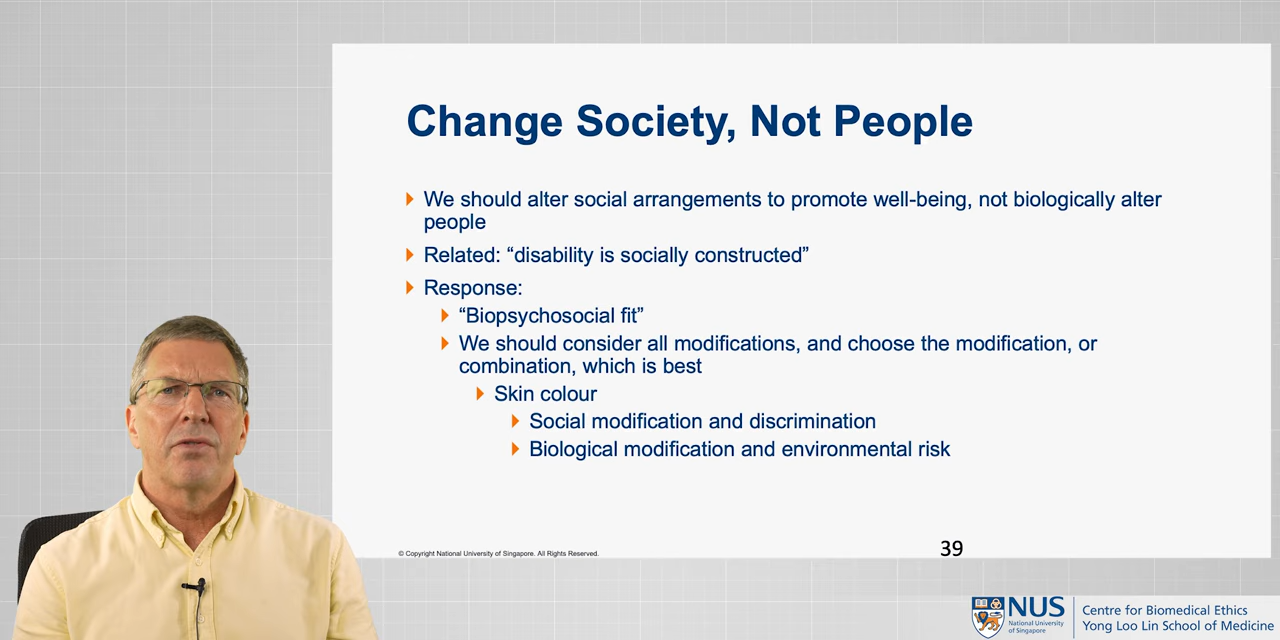 Change Society, Not People
We should alter social arrangements to promote well-being, not biologically alter
people
Related: “disability is socially constructed”
Response:
“Biopsychosocial fit”
We should consider all modifications, and choose the modification, or
combination, which is best
Skin colour
Social modification and discrimination
Biological modification and environmental risk
© Copyright National University of Singapore. All Rights Reserved.
39
NUS
National University
of Singapore
Centre for Biomedical Ethics
Yong Loo Lin School of Medicine